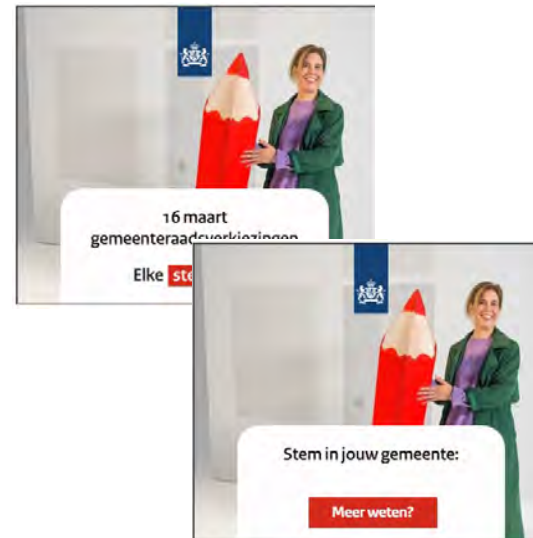 16 maart
gemeenteraadsverkiezingen
Elke
Stem in jouw gemeente:
Meer weten?